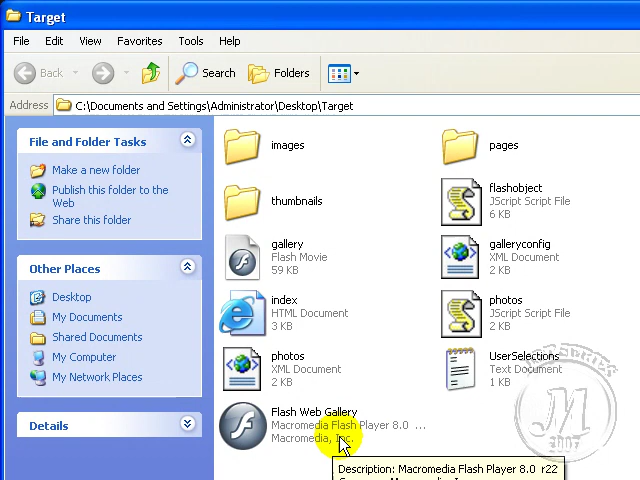 Target
File Edit View Favorites Tools Help
Back Search Folders
Address C:\Documents and Settings\Administrator\Desktop\Target
File and Folder Tasks
Make a new folder
Publish this folder to the
Web
Share this folder
Other Places
Desktop
My Documents
Shared Documents
My Computer
My Network Places
Details
images
pages
thumbnails
flashobject
JScript Script File
6 KB
gallery
Flash Movie
59 KB
galleryconfig
XML Document
2 KB
index
HTML Document
3 KB
photos
JScript Script File
2 KB
photos
XML Document
2 KB
UserSelections
Text Document
1 KB
Flash Web Gallery
Macromedia Flash Player 8.0 ...
Macromedia, Inc.
Description: Macromedia Flash Player 8.0 r22
M
2007